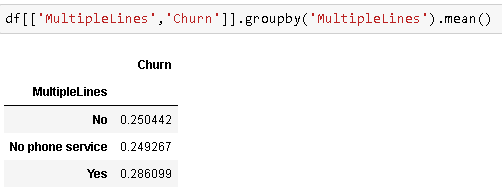 df[['MultipleLines','Churn']].groupby('MultipleLines').mean()
Churn
MultipleLines
No 0.250442
No phone service 0.249267
Yes 0.286099